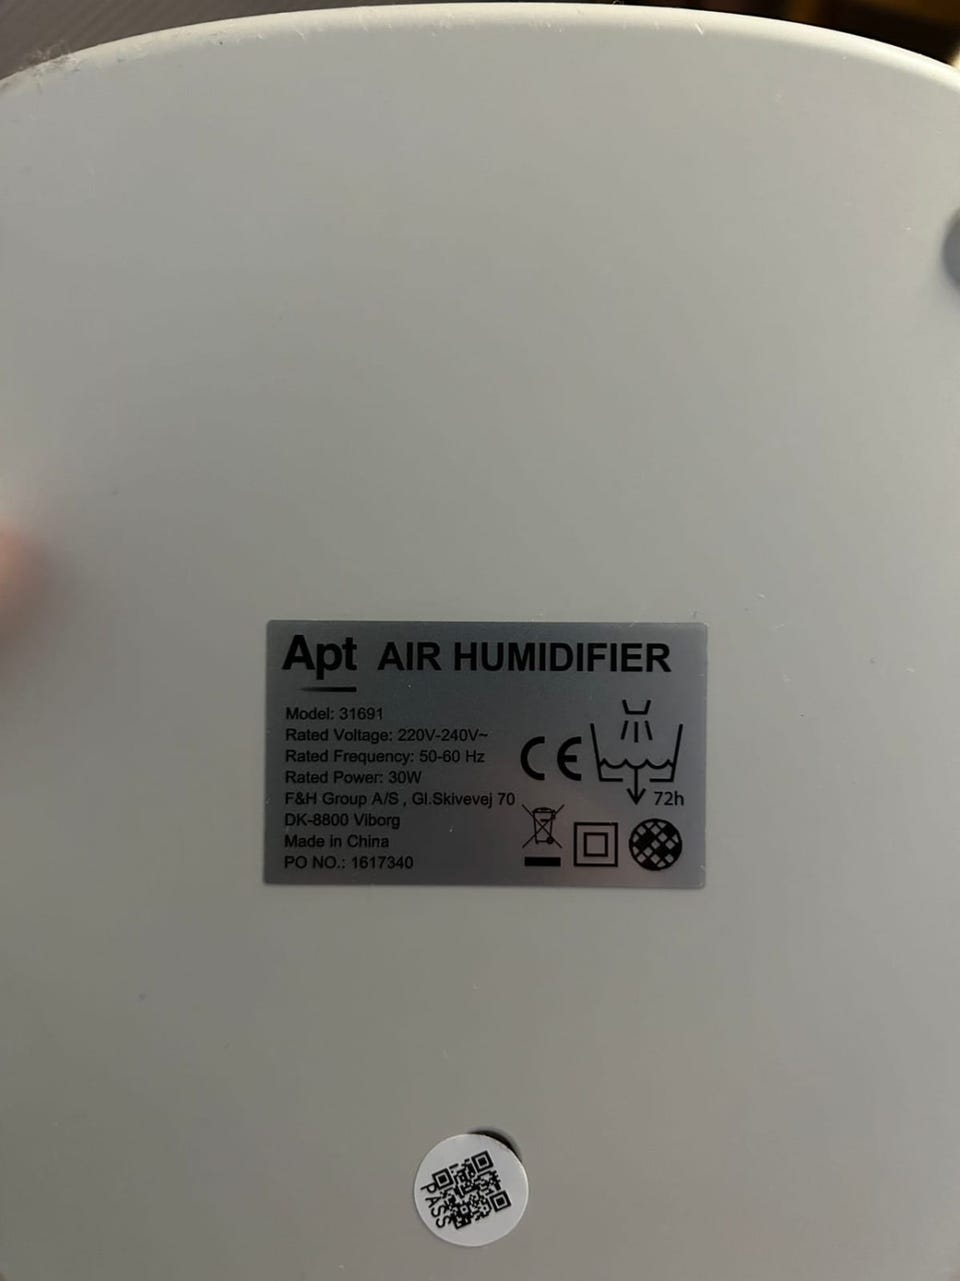 Apt AIR HUMIDIFIER
Model: 31691
Rated Voltage: 220V-240V~
Rated Frequency: 50-60 Hz
Rated Power: 30W
F&H Group A/S , Gl.Skivevej 70
DK-8800 Viborg
Made in China
PO NO.: 1617340
CE
72h
PASS